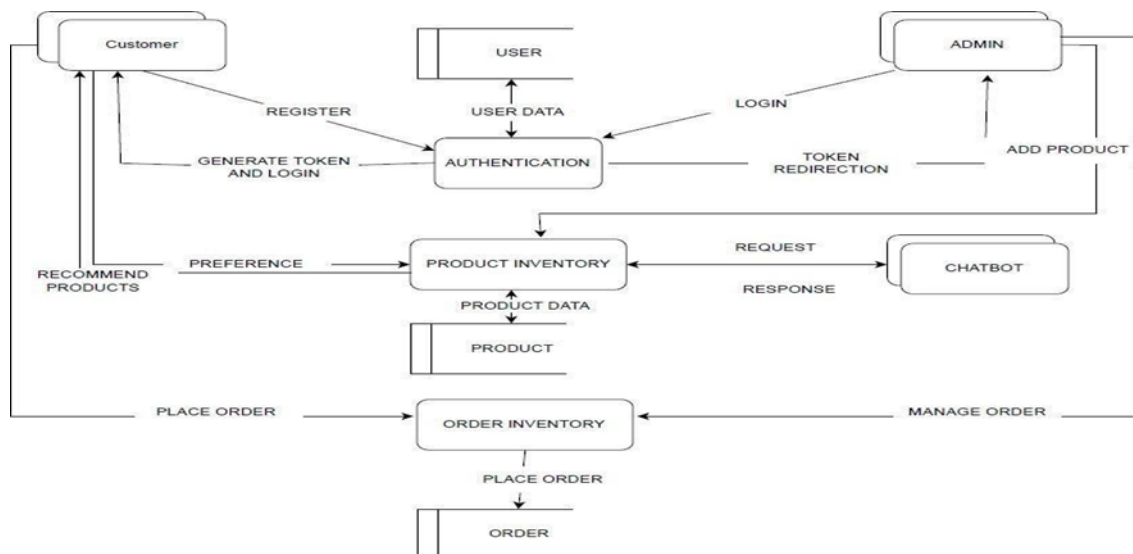 Customer
USER
ADMIN
REGISTER
USER DATA
LOGIN
GENERATE TOKEN
AND LOGIN
AUTHENTICATION
TOKEN
REDIRECTION
ADD PRODUCT
RECOMMEND
PRODUCTS
PREFERENCE
PRODUCT INVENTORY
REQUEST
RESPONSE
CHATBOT
PRODUCT DATA
PRODUCT
PLACE ORDER
ORDER INVENTORY
MANAGE ORDER
PLACE ORDER
ORDER